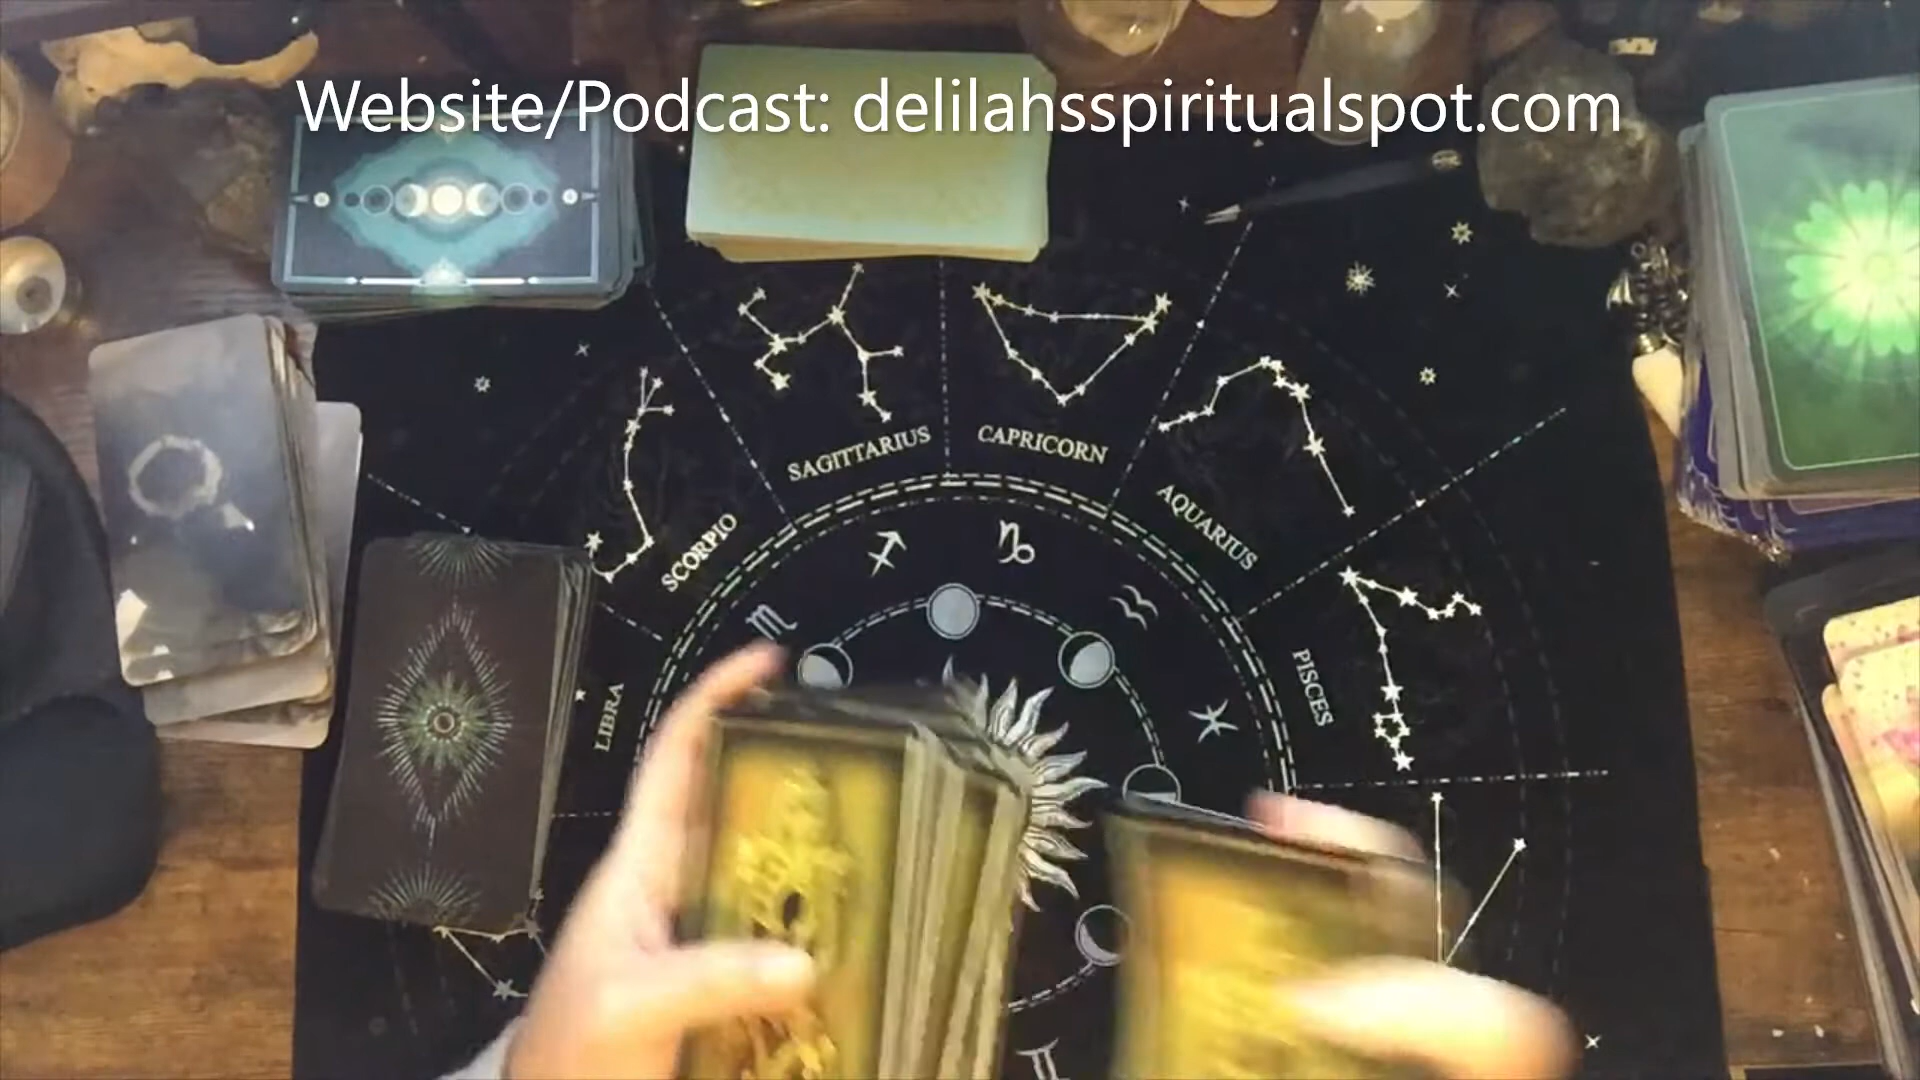 Website/Podcast: delilahsspiritualspot.com
SAGITTARIUS
CAPRICORN
SCORPIO
AQUARIUS
LIBRA
PISCES